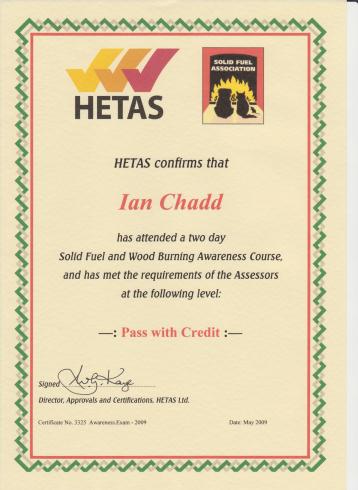 HETAS
SOLID FUEL
ASSOCIATION
HETAS confirms that
Ian Chadd
has attended a two day
Solid Fuel and Wood Burning Awareness Course,
and has met the requirements of the Assessors
at the following level:
—: Pass with Credit :—
Signed
Director, Approvals and Certifications. HETAS Ltd.
Certificate No. 3325 Awareness.Exam - 2009 Date: May 2009